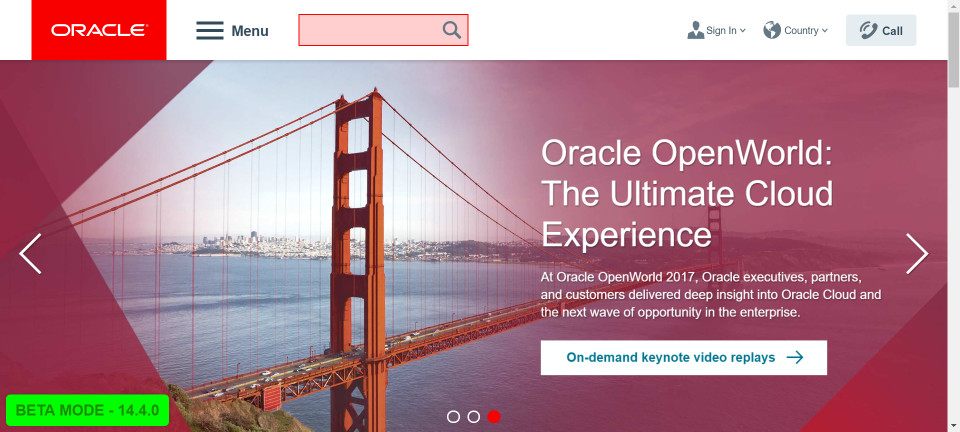 ORACLE
Menu
Sign In
Country
Call
Oracle OpenWorld:
The Ultimate Cloud
Experience
At Oracle OpenWorld 2017, Oracle executives, partners,
and customers delivered deep insight into Oracle Cloud and
the next wave of opportunity in the enterprise.
On-demand keynote video replays
BETA MODE - 14.4.0